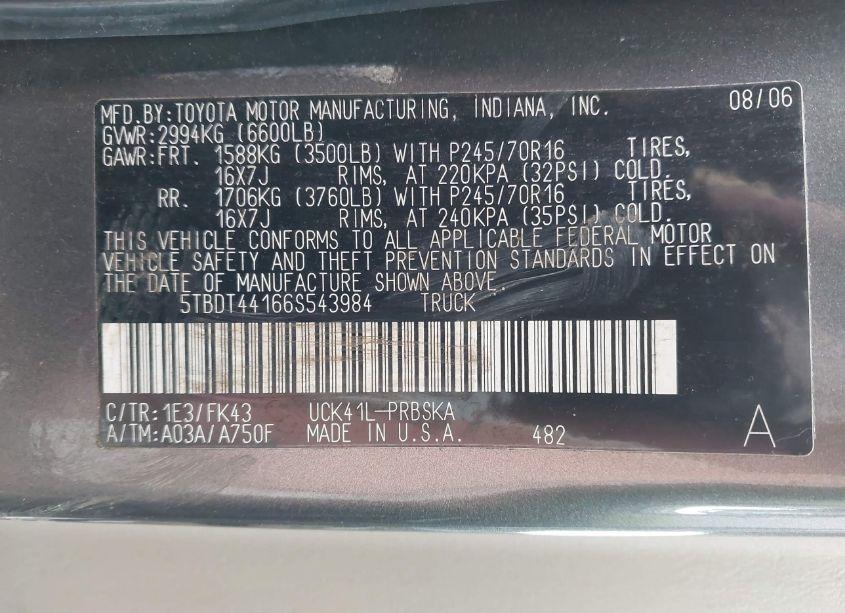 MFD.BY:TOYOTA MOTOR MANUFACTURING, INDIANA, INC. 08/06
GVWR:2994KG (6600LB)
GAWR:FRT. 1588KG (3500LB) WITH P245/70R16 TIRES,
16X7J RIMS, AT 220KPA (32PSI) COLD.
RR. 1706KG (3760LB) WITH P245/70R16 TIRES,
16X7J RIMS, AT 240KPA (35PSI) COLD.
THIS VEHICLE CONFORMS TO ALL APPLICABLE FEDERAL MOTOR
VEHICLE SAFETY AND THEFT PREVENTION STANDARDS IN EFFECT ON
THE DATE OF MANUFACTURE SHOWN ABOVE.
5TBDT44166S543984 TRUCK
C/TR:1E3/FK43 UCK41L-PRBSKA
A/TM:A03A/A750F MADE IN U.S.A. 482 A